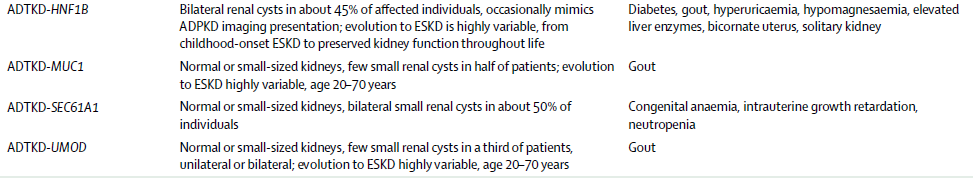 ADTKD-HNF1B Bilateral renal cysts in about 45% of affected individuals, occasionally mimics Diabetes, gout, hyperuricaemia, hypomagnesaemia, elevated
ADPKD imaging presentation; evolution to ESKD is highly variable, from liver enzymes, bicornate uterus, solitary kidney
childhood-onset ESKD to preserved kidney function throughout life
ADTKD-MUC1 Normal or small-sized kidneys, few small renal cysts in half of patients; evolution Gout
to ESKD highly variable, age 20–70 years
ADTKD-SEC61A1 Normal or small-sized kidneys, bilateral small renal cysts in about 50% of Congenital anaemia, intrauterine growth retardation,
individuals neutropenia
ADTKD-UMOD Normal or small-sized kidneys, few small renal cysts in a third of patients, Gout
unilateral or bilateral; evolution to ESKD highly variable, age 20–70 years